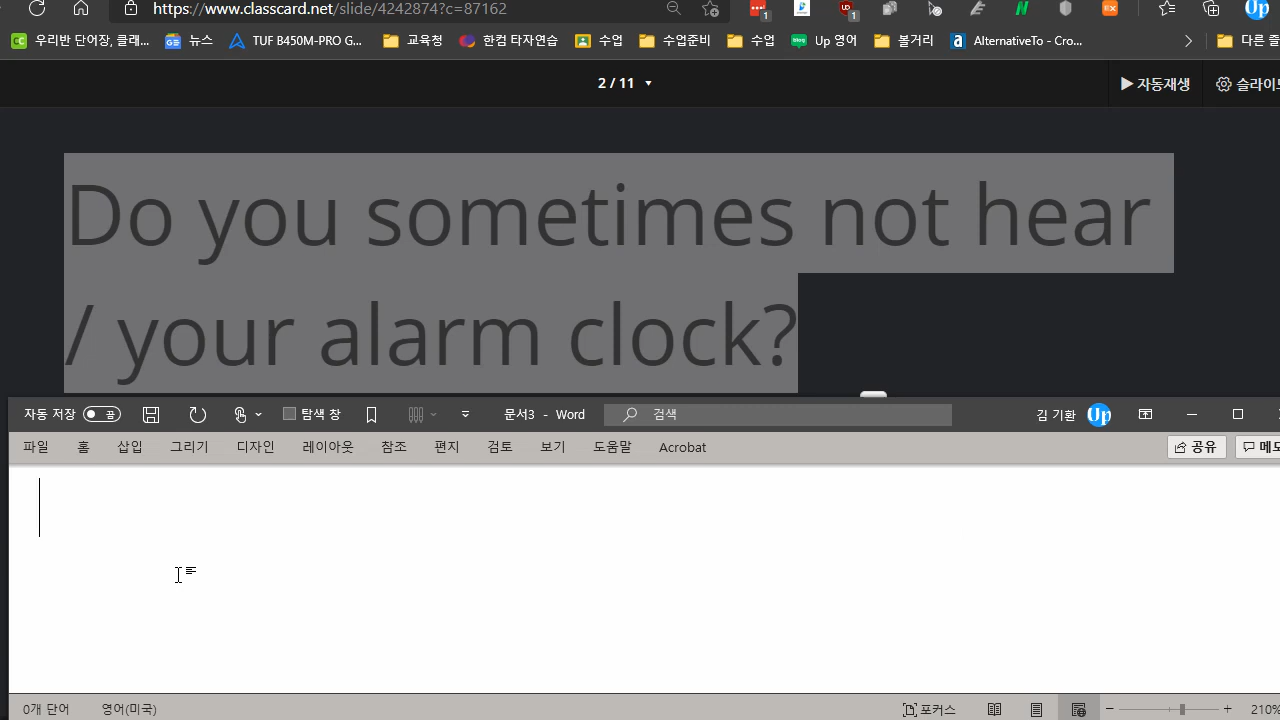 https://www.classcard.net/slide/4242874?c=87162
1
1
Up
우리반 단어장, 클래... 뉴스 TUF B450M-PRO G... 교육청 한컴 타자연습 수업 수업준비 수업 Up 영어 볼거리 AlternativeTo - Cro... 다른 즐
2 / 11 자동재생 슬라이드
Do you sometimes not hear
/ your alarm clock?
자동 저장 끔 탐색 창 문서3 - Word 검색 김 기환 Up
파일 홈 삽입 그리기 디자인 레이아웃 참조 편지 검토 보기 도움말 Acrobat 공유 메모
0개 단어 영어(미국) 포커스 210%